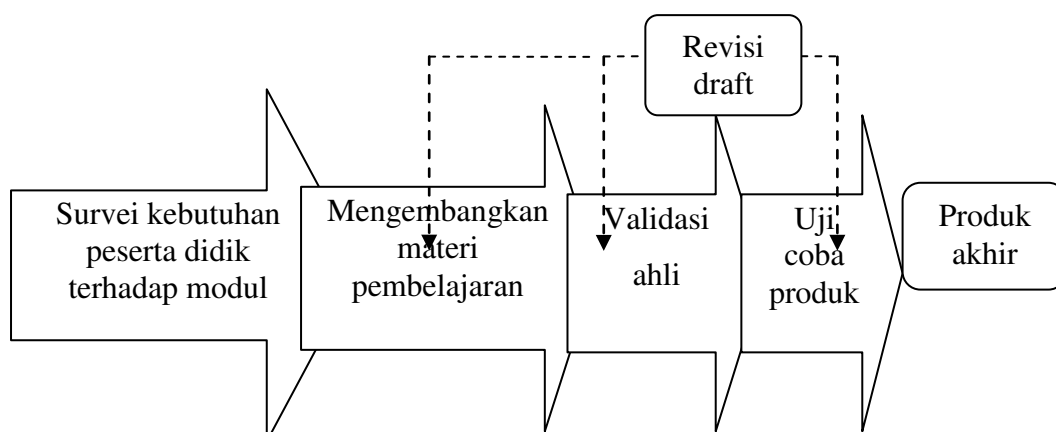 Revisi
draft
Survei kebutuhan
peserta didik
terhadap modul
Mengembangkan
materi
pembelajaran
Validasi
ahli
Uji
coba
produk
Produk
akhir